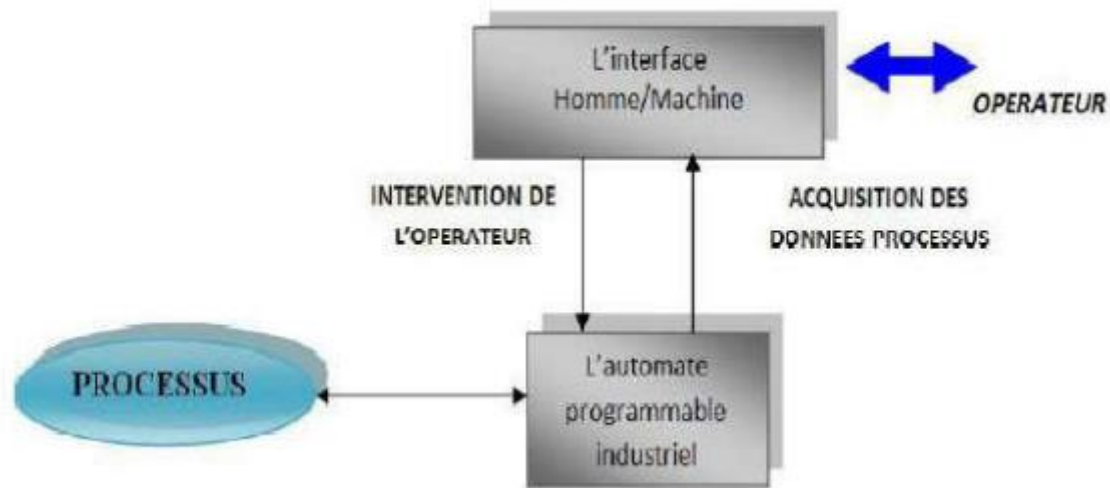 L'interface
Homme/Machine
OPERATEUR
INTERVENTION DE
L'OPERATEUR
ACQUISITION DES
DONNEES PROCESSUS
PROCESSUS
L'automate
programmable
industriel